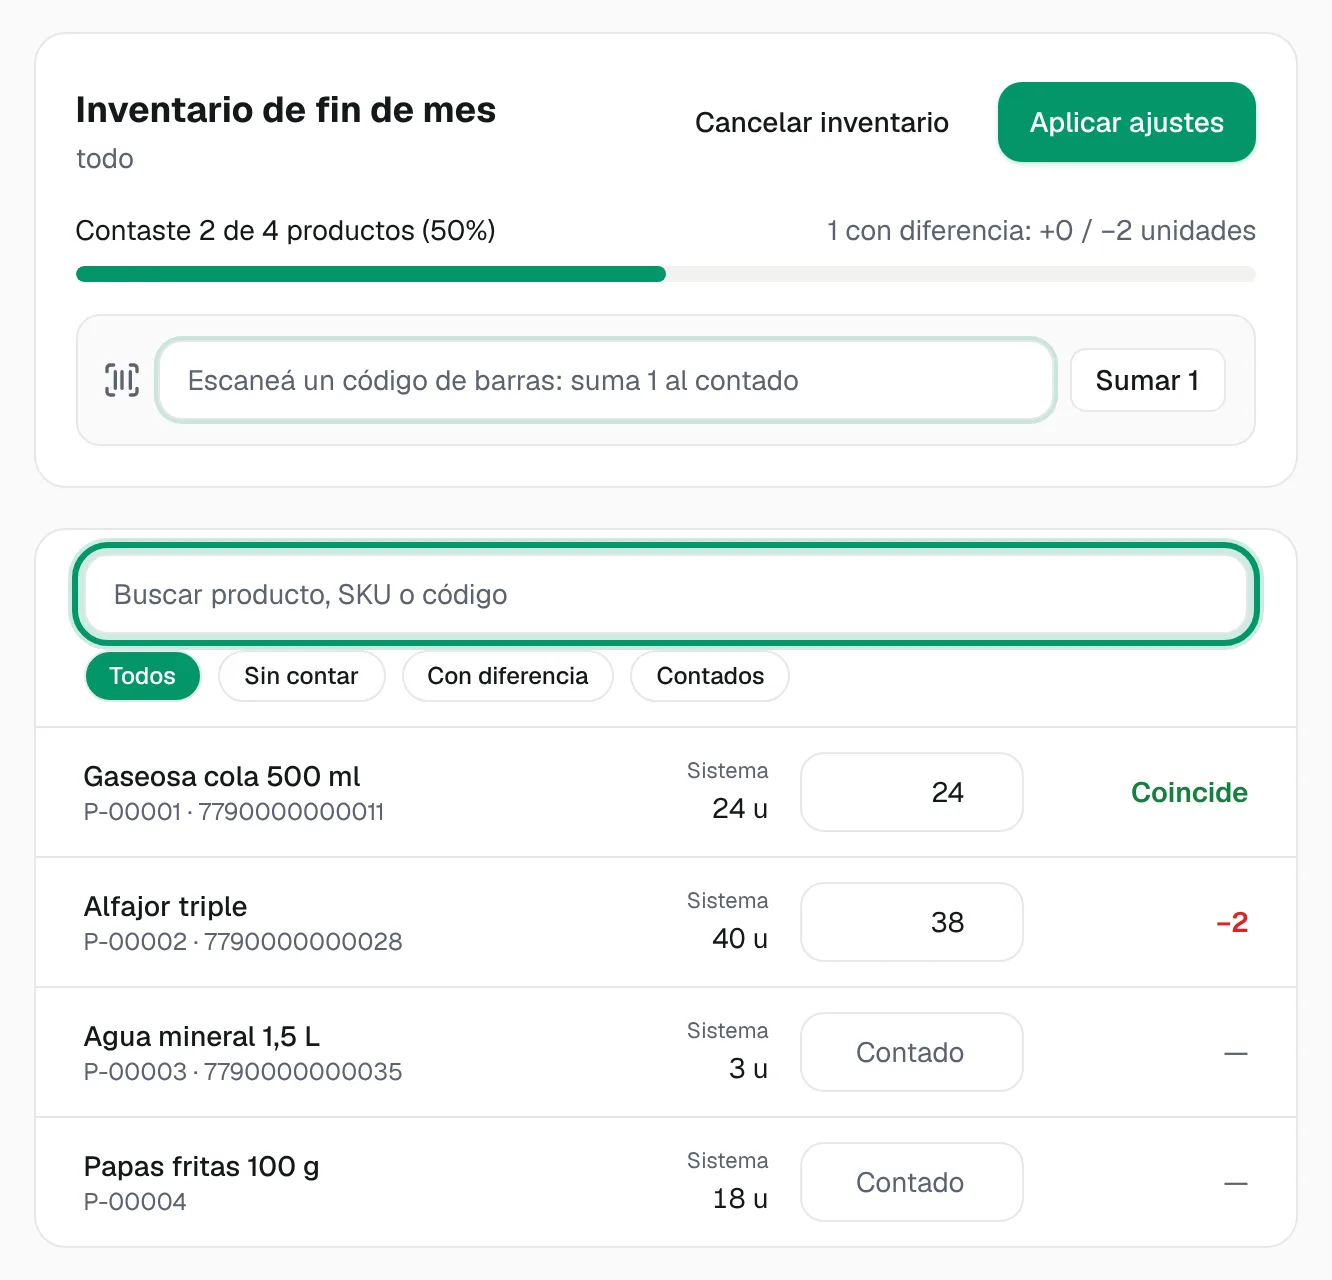 Inventario de fin de mes
todo
Cancelar inventario
Aplicar ajustes
Contaste 2 de 4 productos (50%)
1 con diferencia: +0 / −2 unidades
Escaneá un código de barras: suma 1 al contado
Sumar 1
Buscar producto, SKU o código
Todos
Sin contar
Con diferencia
Contados
Gaseosa cola 500 ml
P-00001 · 7790000000011
Sistema
24 u
24
Coincide
Alfajor triple
P-00002 · 7790000000028
Sistema
40 u
38
−2
Agua mineral 1,5 L
P-00003 · 7790000000035
Sistema
3 u
Contado
—
Papas fritas 100 g
P-00004
Sistema
18 u
Contado
—